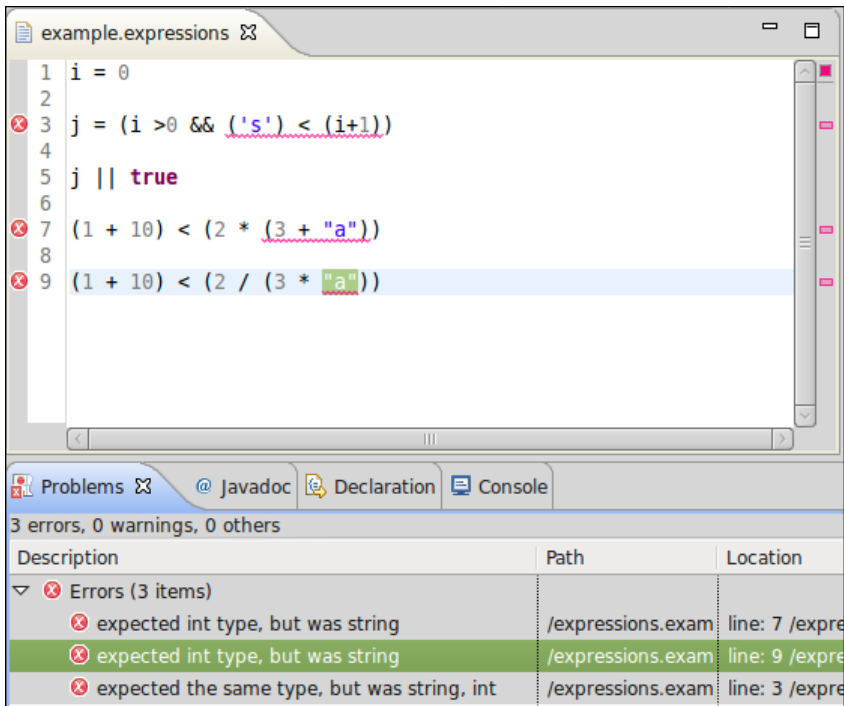 example.expressions
1 i = 0
2
3 j = (i >0 && ('s') < (i+1))
4
5 j || true
6
7 (1 + 10) < (2 * (3 + "a"))
8
9 (1 + 10) < (2 / (3 * "a"))
Problems @ Javadoc Declaration Console
3 errors, 0 warnings, 0 others
Description Path Location
Errors (3 items)
expected int type, but was string /expressions.exam line: 7 /expre
expected int type, but was string /expressions.exam line: 9 /expre
expected the same type, but was string, int /expressions.exam line: 3 /expre